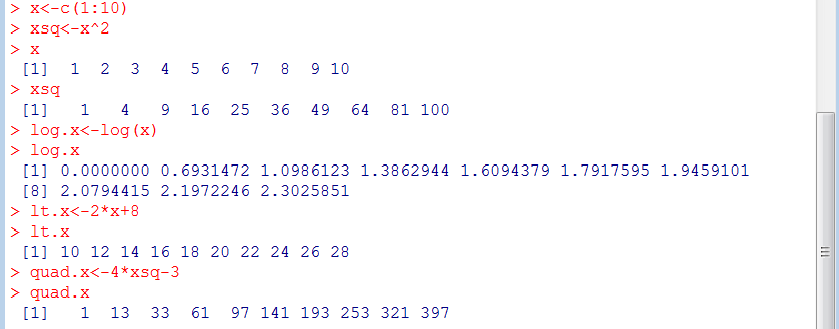 > x<-c(1:10)
> xsq<-x^2
> x
 [1]  1  2  3  4  5  6  7  8  9 10
> xsq
 [1]   1   4   9  16  25  36  49  64  81 100
> log.x<-log(x)
> log.x
 [1] 0.0000000 0.6931472 1.0986123 1.3862944 1.6094379 1.7917595 1.9459101
 [8] 2.0794415 2.1972246 2.3025851
> lt.x<-2*x+8
> lt.x
 [1] 10 12 14 16 18 20 22 24 26 28
> quad.x<-4*xsq-3
> quad.x
 [1]   1  13  33  61  97 141 193 253 321 397